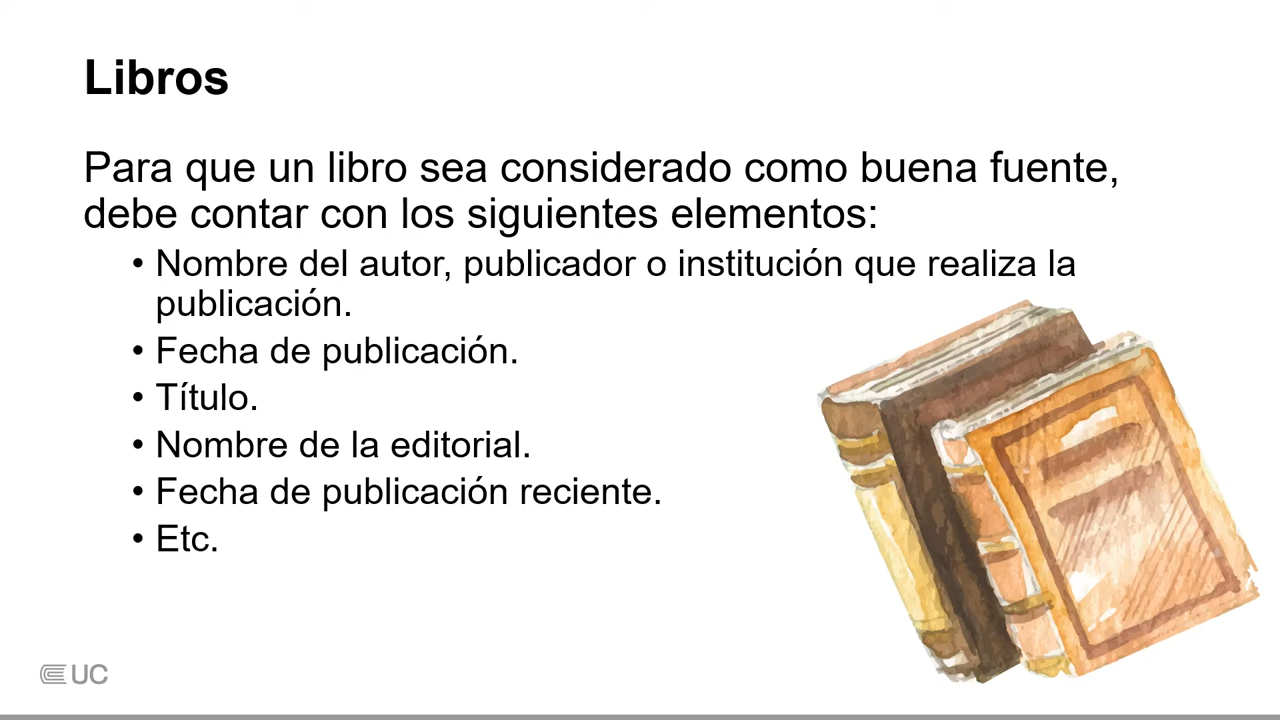 Libros
Para que un libro sea considerado como buena fuente,
debe contar con los siguientes elementos:
• Nombre del autor, publicador o institución que realiza la
publicación.
• Fecha de publicación.
• Título.
• Nombre de la editorial.
• Fecha de publicación reciente.
• Etc.
UC